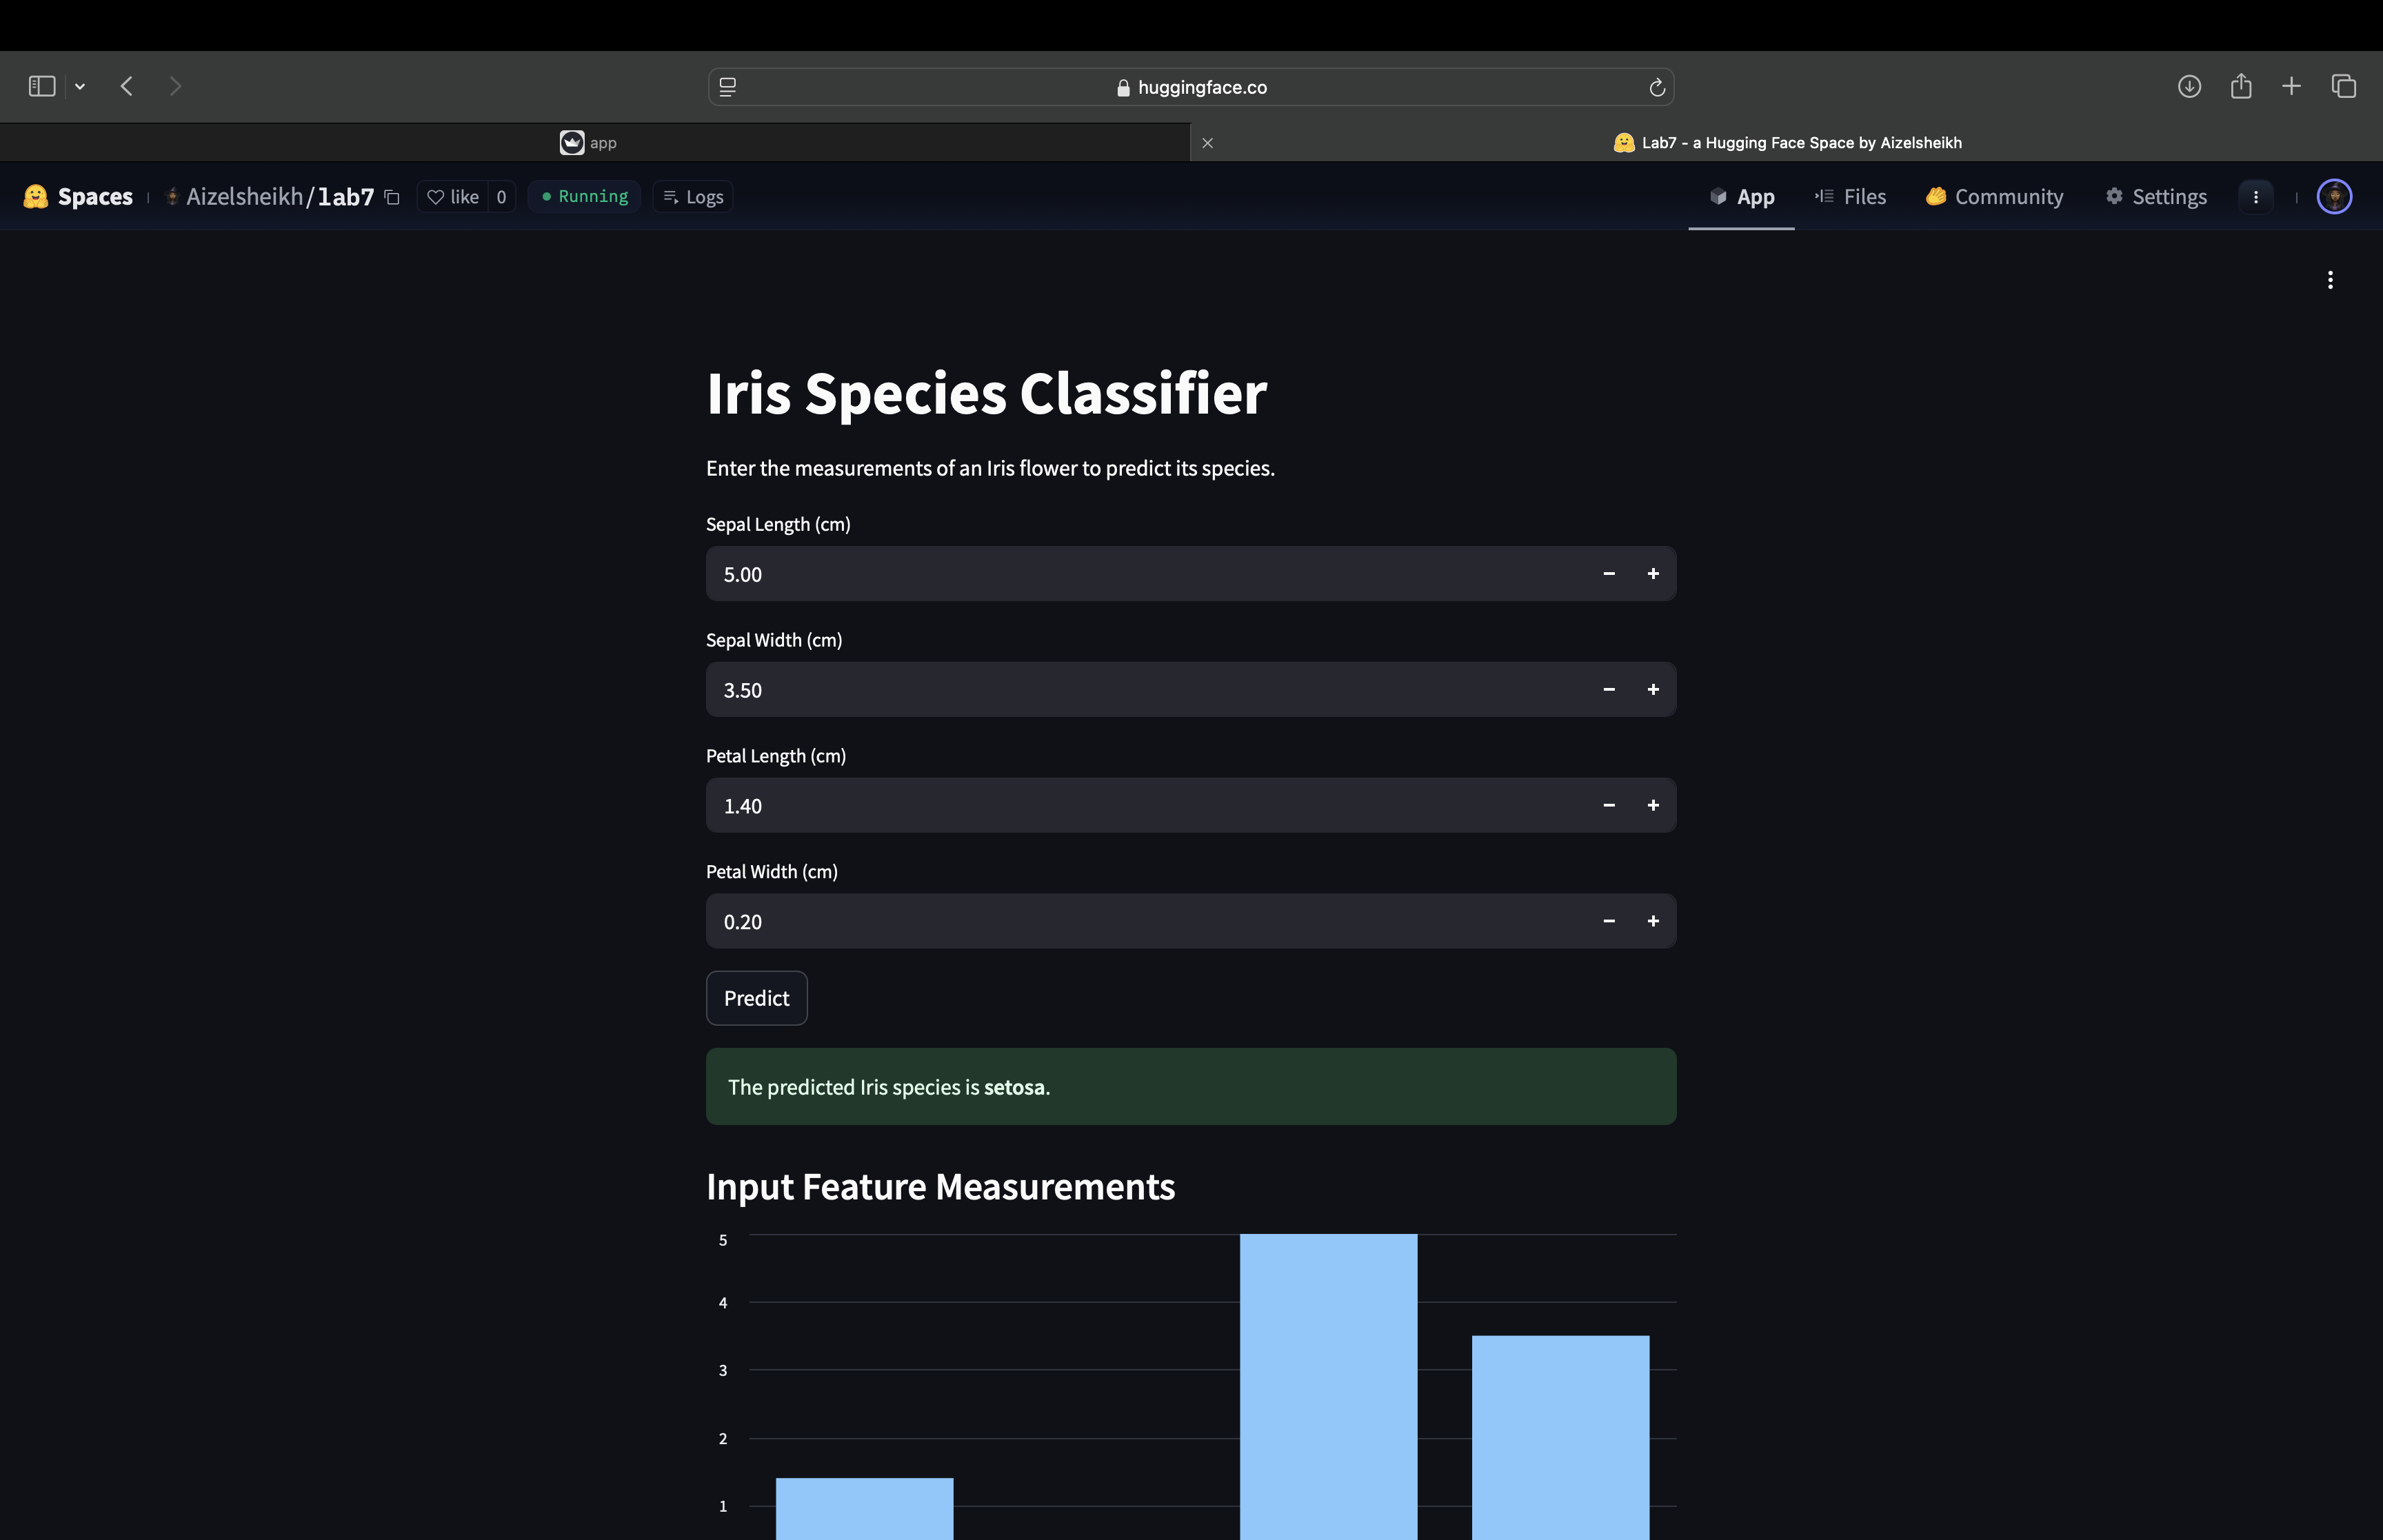 huggingface.co
app
Lab7 - a Hugging Face Space by Aizelsheikh
Spaces Aizelsheikh/lab7 like 0 Running Logs App Files Community Settings
Iris Species Classifier
Enter the measurements of an Iris flower to predict its species.
Sepal Length (cm)
5.00
Sepal Width (cm)
3.50
Petal Length (cm)
1.40
Petal Width (cm)
0.20
Predict
The predicted Iris species is setosa.
Input Feature Measurements
5
4
3
2
1